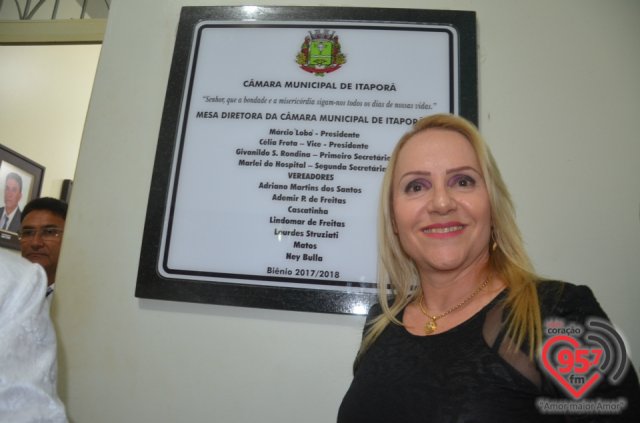 CÂMARA MUNICIPAL DE ITAPORÃ
"Senhor, que a bondade e a misericórdia sigam-nos todos os dias de nossas vidas."
MESA DIRETORA DA CÂMARA MUNICIPAL DE ITAPOR
Márcio Lobo - Presidente
Célia Frota – Vice - Presidente
Givanildo S. Rondina – Primeiro Secretário
Marlei do Hospital – Segunda Secretári
VEREADORES
Adriano Martins dos Santos
Ademir P. de Freitas
Cascatinha
Lindomar de Freitas
Lourdes Struziati
Matos
Ney Bulla
Biênio 2017/2018
coração
95.7
fm
"Amor maior Amor"